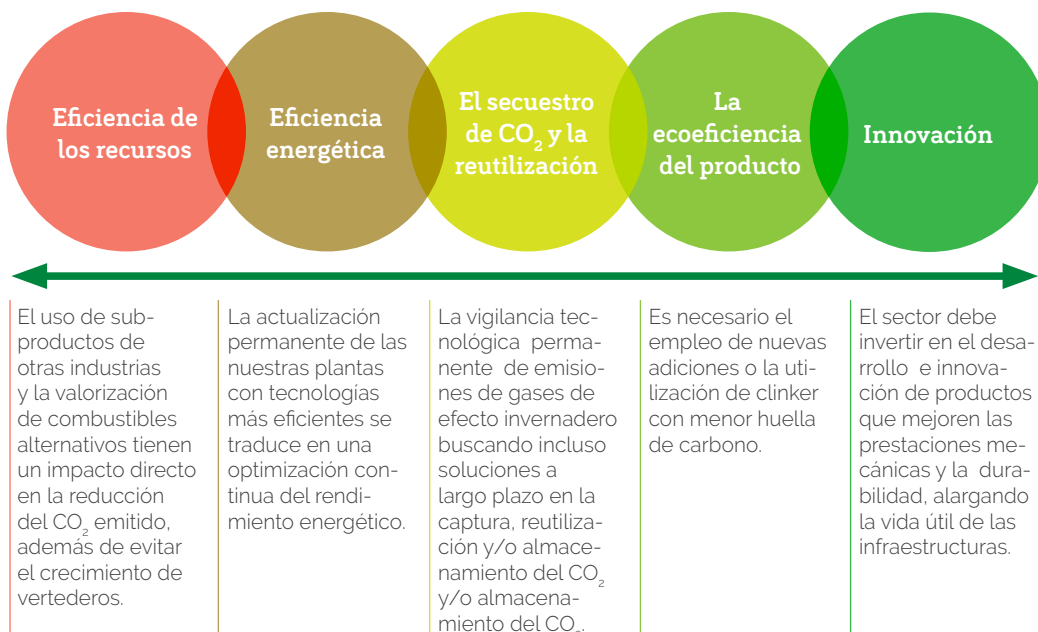 Eficiencia de
los recursos
Eficiencia
energética
El secuestro
de CO₂ y la
reutilización
La
ecoeficiencia
del producto
Innovación
El uso de sub-
productos de
otras industrias
y la valorización
de combustibles
alternativos tienen
un impacto directo
en la reducción
del CO₂ emitido,
además de evitar
el crecimiento de
vertederos.
La actualización
permanente de las
nuestras plantas
con tecnologías
más eficientes se
traduce en una
optimización con-
tinua del rendi-
miento energético.
La vigilancia tec-
nológica perma-
nente de emisio-
nes de gases de
efecto invernadero
buscando incluso
soluciones a
largo plazo en la
captura, reutiliza-
ción y/o almace-
namiento del CO₂
y/o almacena-
miento del CO₂.
Es necesario el
empleo de nuevas
adiciones o la uti-
lización de clinker
con menor huella
de carbono.
El sector debe
invertir en el desa-
rrollo e innova-
ción de productos
que mejoren las
prestaciones me-
cánicas y la dura-
bilidad, alargando
la vida útil de las
infraestructuras.